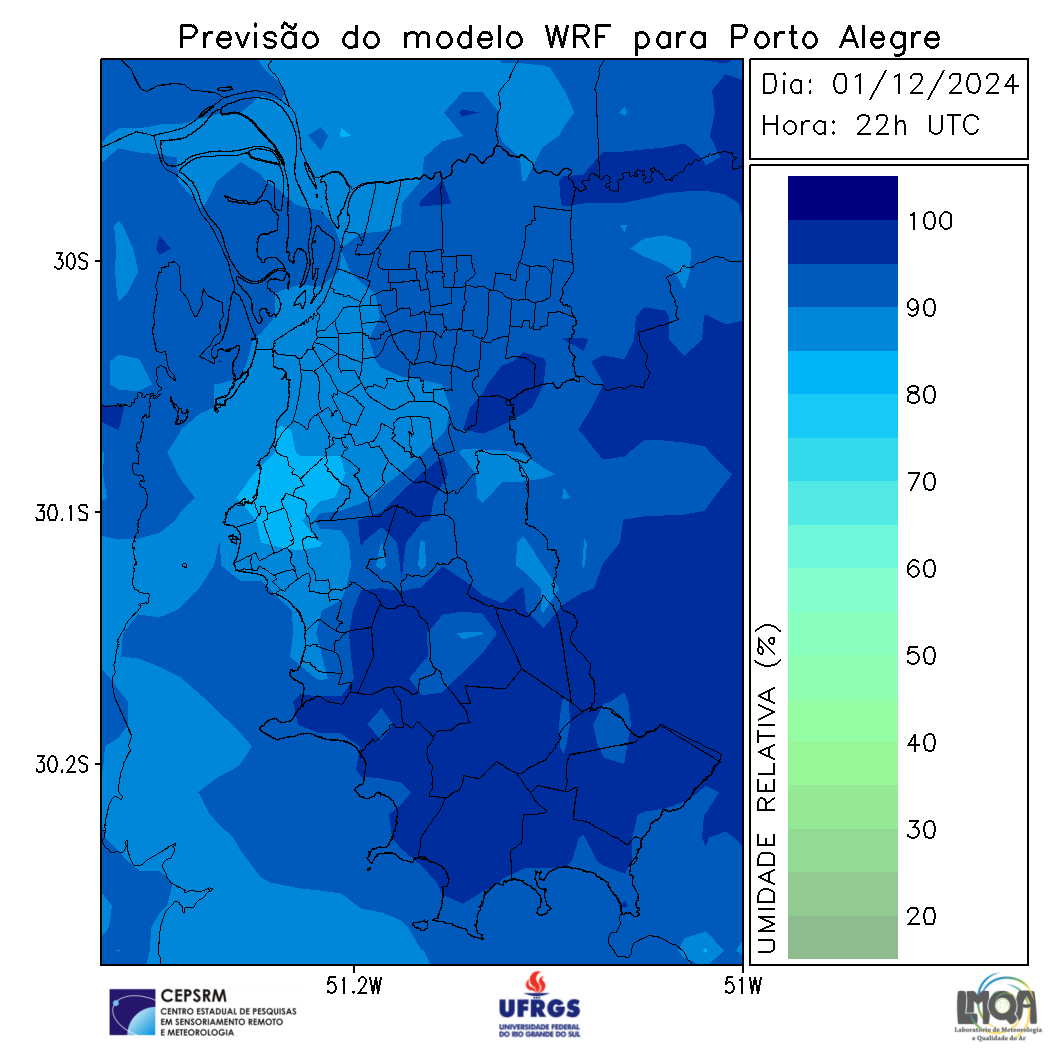 Previsão do modelo WRF para Porto Alegre
Dia: 01/12/2024
Hora: 22h UTC
100
90
80
70
60
50
40
30
20
UMIDADE RELATIVA (%)
30S
30.1S
30.2S
51.2W
51W
CEPSRM
CENTRO ESTADUAL DE PESQUISAS
EM SENSORIAMENTO REMOTO
E METEOROLOGIA
UFRGS
UNIVERSIDADE FEDERAL
DO RIO GRANDE DO SUL
LMQA
Laboratório de Meteorologia
e Qualidade do Ar